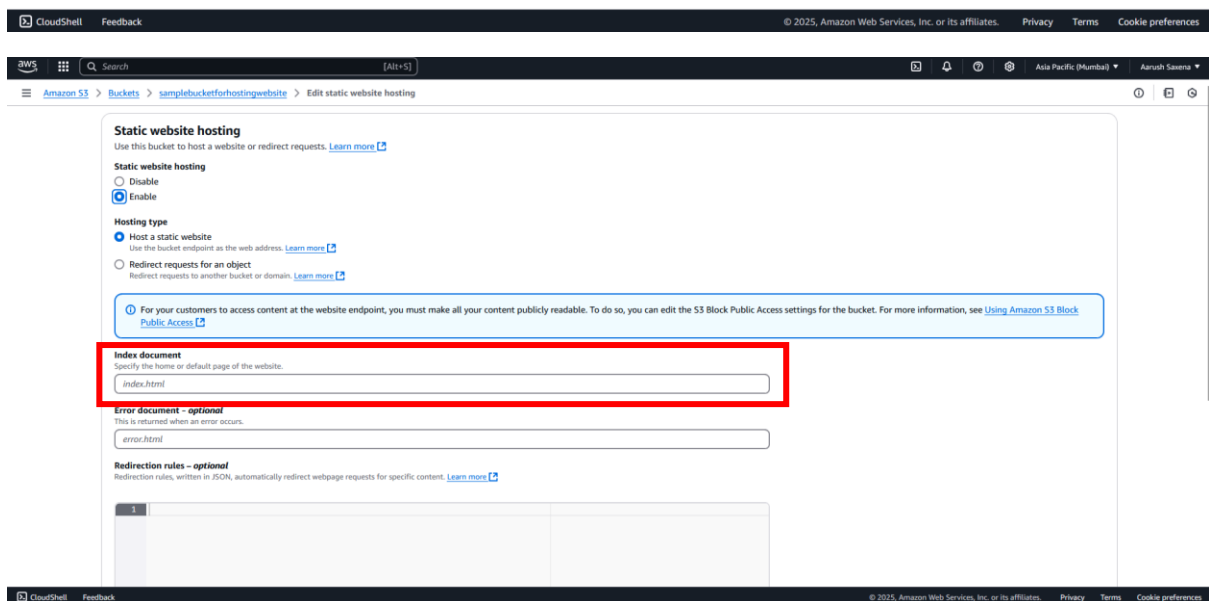 CloudShell Feedback © 2025, Amazon Web Services, Inc. or its affiliates. Privacy Terms Cookie preferences
aws Search [Alt+S] Asia Pacific (Mumbai) Aarush Saxena
Amazon S3 > Buckets > samplebucketforhostingwebsite > Edit static website hosting
Static website hosting
Use this bucket to host a website or redirect requests. Learn more
Static website hosting
Disable
Enable
Hosting type
Host a static website
Use the bucket endpoint as the web address. Learn more
Redirect requests for an object
Redirect requests to another bucket or domain. Learn more
For your customers to access content at the website endpoint, you must make all your content publicly readable. To do so, you can edit the S3 Block Public Access settings for the bucket. For more information, see Using Amazon S3 Block
Public Access
Index document
Specify the home or default page of the website.
index.html
Error document – optional
This is returned when an error occurs.
error.html
Redirection rules – optional
Redirection rules, written in JSON, automatically redirect webpage requests for specific content. Learn more
1
CloudShell Feedback © 2025, Amazon Web Services, Inc. or its affiliates. Privacy Terms Cookie preferences